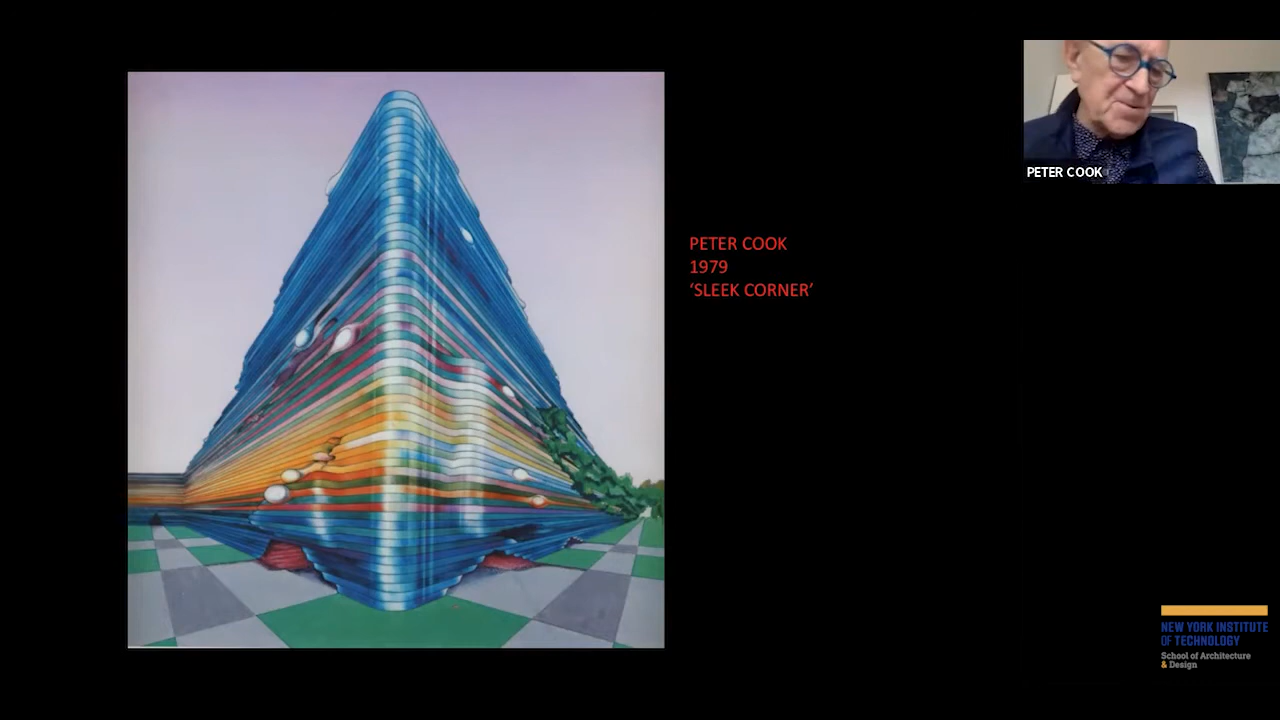 PETER COOK
PETER COOK
1979
‘SLEEK CORNER’
NEW YORK INSTITUTE
OF TECHNOLOGY
School of Architecture
& Design